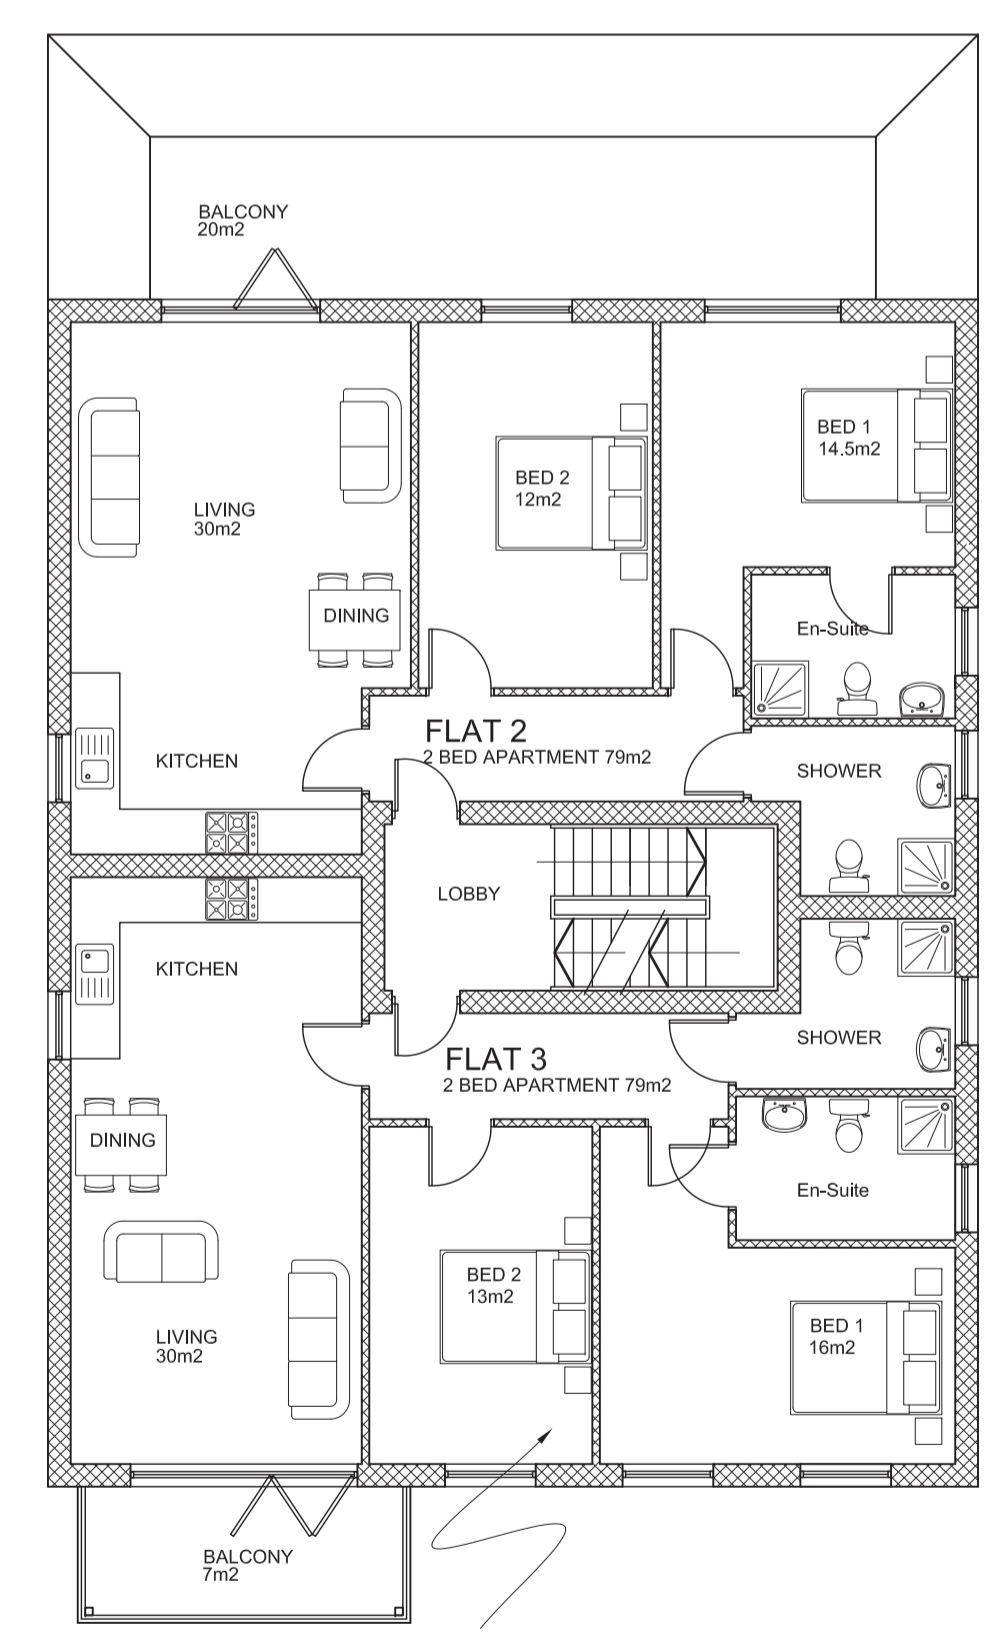 BALCONY
20m2
BED 1
14.5m2
BED 2
12m2
LIVING
30m2
DINING
En-Suite
FLAT 2
2 BED APARTMENT 79m2
KITCHEN
SHOWER
LOBBY
KITCHEN
SHOWER
FLAT 3
2 BED APARTMENT 79m2
DINING
En-Suite
BED 2
13m2
BED 1
16m2
LIVING
30m2
BALCONY
7m2